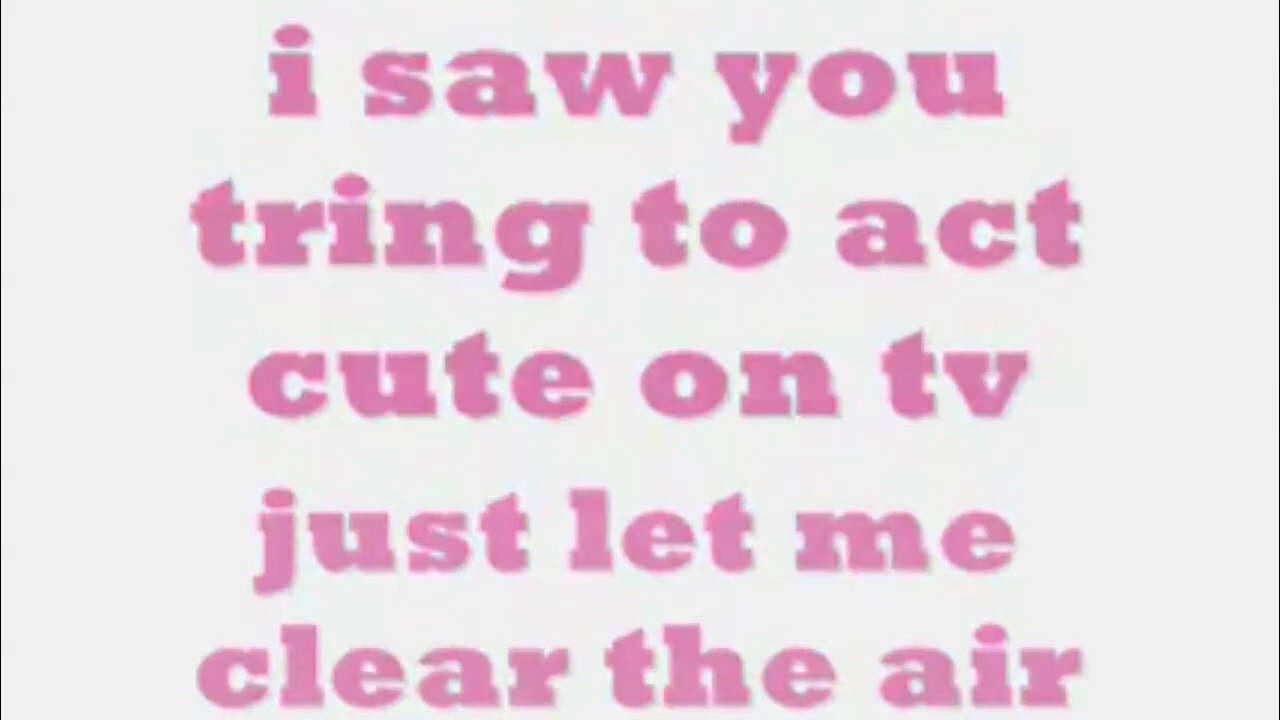 i saw you
tring to act
cute on tv
just let me
clear the air